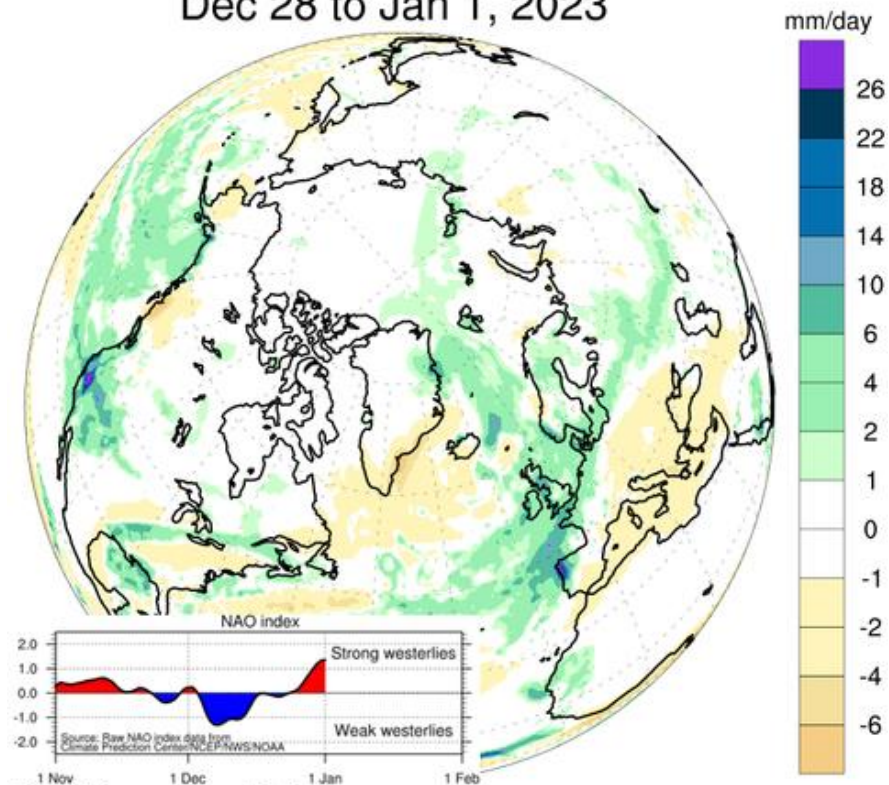 Dec 28 to Jan 1, 2023
mm/day
26
22
18
14
10
6
4
2
1
0
-1
-2
-4
-6
NAO index
2.0
1.0
0.0
-1.0
-2.0
Strong westerlies
Weak westerlies
Source: Raw NAO index data from
Climate Prediction Center/NCEP/NWS/NOAA
1 Nov 1 Dec 1 Jan 1 Feb